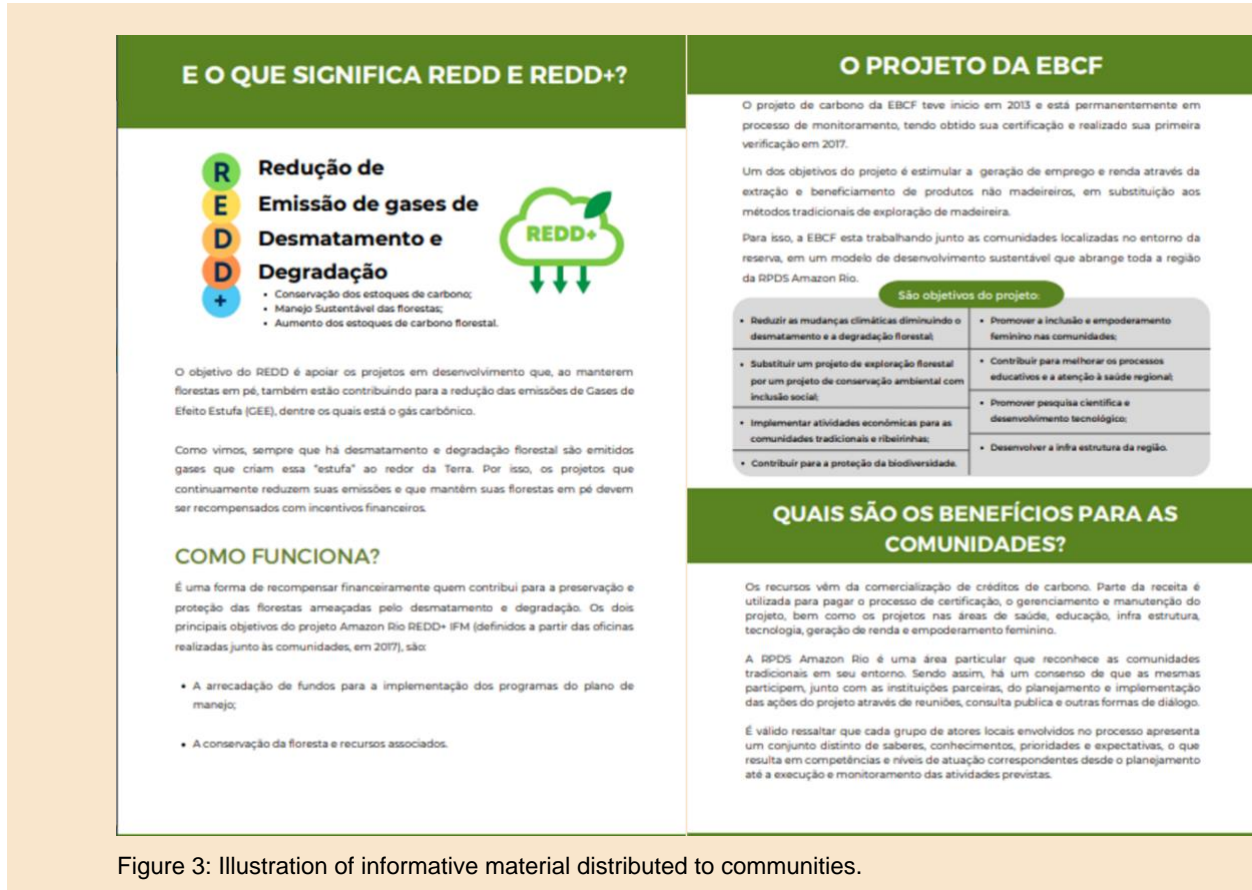 E O QUE SIGNIFICA REDD E REDD+?
R Redução de
E Emissão de gases de
D Desmatamento e
D Degradação
+
• Conservação dos estoques de carbono;
• Manejo Sustentável das florestas;
• Aumento dos estoques de carbono florestal.
REDD+
O objetivo do REDD é apoiar os projetos em desenvolvimento que, ao manterem
florestas em pé, também estão contribuindo para a redução das emissões de Gases de
Efeito Estufa (GEE), dentre os quais está o gás carbônico.
Como vimos, sempre que há desmatamento e degradação florestal são emitidos
gases que criam essa "estufa" ao redor da Terra. Por isso, os projetos que
continuamente reduzem suas emissões e que mantêm suas florestas em pé devem
ser recompensados com incentivos financeiros.
COMO FUNCIONA?
É uma forma de recompensar financeiramente quem contribui para a preservação e
proteção das florestas ameaçadas pelo desmatamento e degradação. Os dois
principais objetivos do projeto Amazon Rio REDD+ IFM (definidos a partir das oficinas
realizadas junto às comunidades, em 2017), são:
• A arrecadação de fundos para a implementação dos programas do plano de
manejo;
• A conservação da floresta e recursos associados.
O PROJETO DA EBCF
O projeto de carbono da EBCF teve inicio em 2013 e está permanentemente em
processo de monitoramento, tendo obtido sua certificação e realizado sua primeira
verificação em 2017.
Um dos objetivos do projeto é estimular a geração de emprego e renda através da
extração e beneficiamento de produtos não madeireiros, em substituição aos
métodos tradicionais de exploração de madeireira.
Para isso, a EBCF esta trabalhando junto as comunidades localizadas no entorno da
reserva, em um modelo de desenvolvimento sustentável que abrange toda a região
da RPDS Amazon Rio.
São objetivos do projeto:
• Reduzir as mudanças climáticas diminuindo o
desmatamento e a degradação florestal;
• Substituir um projeto de exploração florestal
por um projeto de conservação ambiental com
inclusão social;
• Implementar atividades econômicas para as
comunidades tradicionais e ribeirinhas;
• Contribuir para a proteção da biodiversidade.
• Promover a inclusão e empoderamento
feminino nas comunidades;
• Contribuir para melhorar os processos
educativos e a atenção à saúde regional;
• Promover pesquisa científica e
desenvolvimento tecnológico;
• Desenvolver a infra estrutura da região.
QUAIS SÃO OS BENEFÍCIOS PARA AS
COMUNIDADES?
Os recursos vêm da comercialização de créditos de carbono. Parte da receita é
utilizada para pagar o processo de certificação, o gerenciamento e manutenção do
projeto, bem como os projetos nas áreas de saúde, educação, infra estrutura,
tecnologia, geração de renda e empoderamento feminino.
A RPDS Amazon Rio é uma área particular que reconhece as comunidades
tradicionais em seu entorno. Sendo assim, há um consenso de que as mesmas
participem, junto com as instituições parceiras, do planejamento e implementação
das ações do projeto através de reuniões, consulta publica e outras formas de diálogo.
É válido ressaltar que cada grupo de atores locais envolvidos no processo apresenta
um conjunto distinto de saberes, conhecimentos, prioridades e expectativas, o que
resulta em competências e níveis de atuação correspondentes desde o planejamento
até a execução e monitoramento das atividades previstas.
Figure 3: Illustration of informative material distributed to communities.